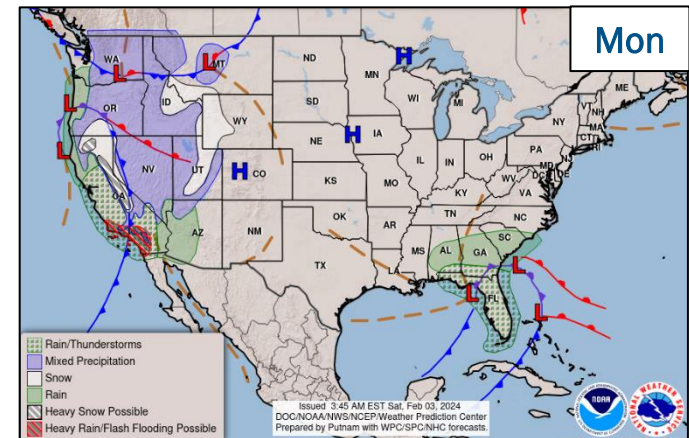 Mon
H
WA
L
L
MT
ND
MN
ME
L
OR
ID
SD
WI
MI
VT
NH
NY
MA
CT
RI
L
WY
NE
H
IA
PA
NJ
NV
UT
H
CO
IL
IN
OH
MD
DE
DC
WV
VA
CA
KS
MO
KY
NC
AZ
NM
OK
AR
TN
SC
MS
AL
GA
TX
LA
L
L
FL
L
Rain/Thunderstorms
Mixed Precipitation
Snow
Rain
Heavy Snow Possible
Heavy Rain/Flash Flooding Possible
Issued 3:45 AM EST Sat, Feb 03, 2024
DOC/NOAA/NWS/NCEP/Weather Prediction Center
Prepared by Putnam with WPC/SPC/NHC forecasts.
NOAA
NATIONAL WEATHER SERVICE